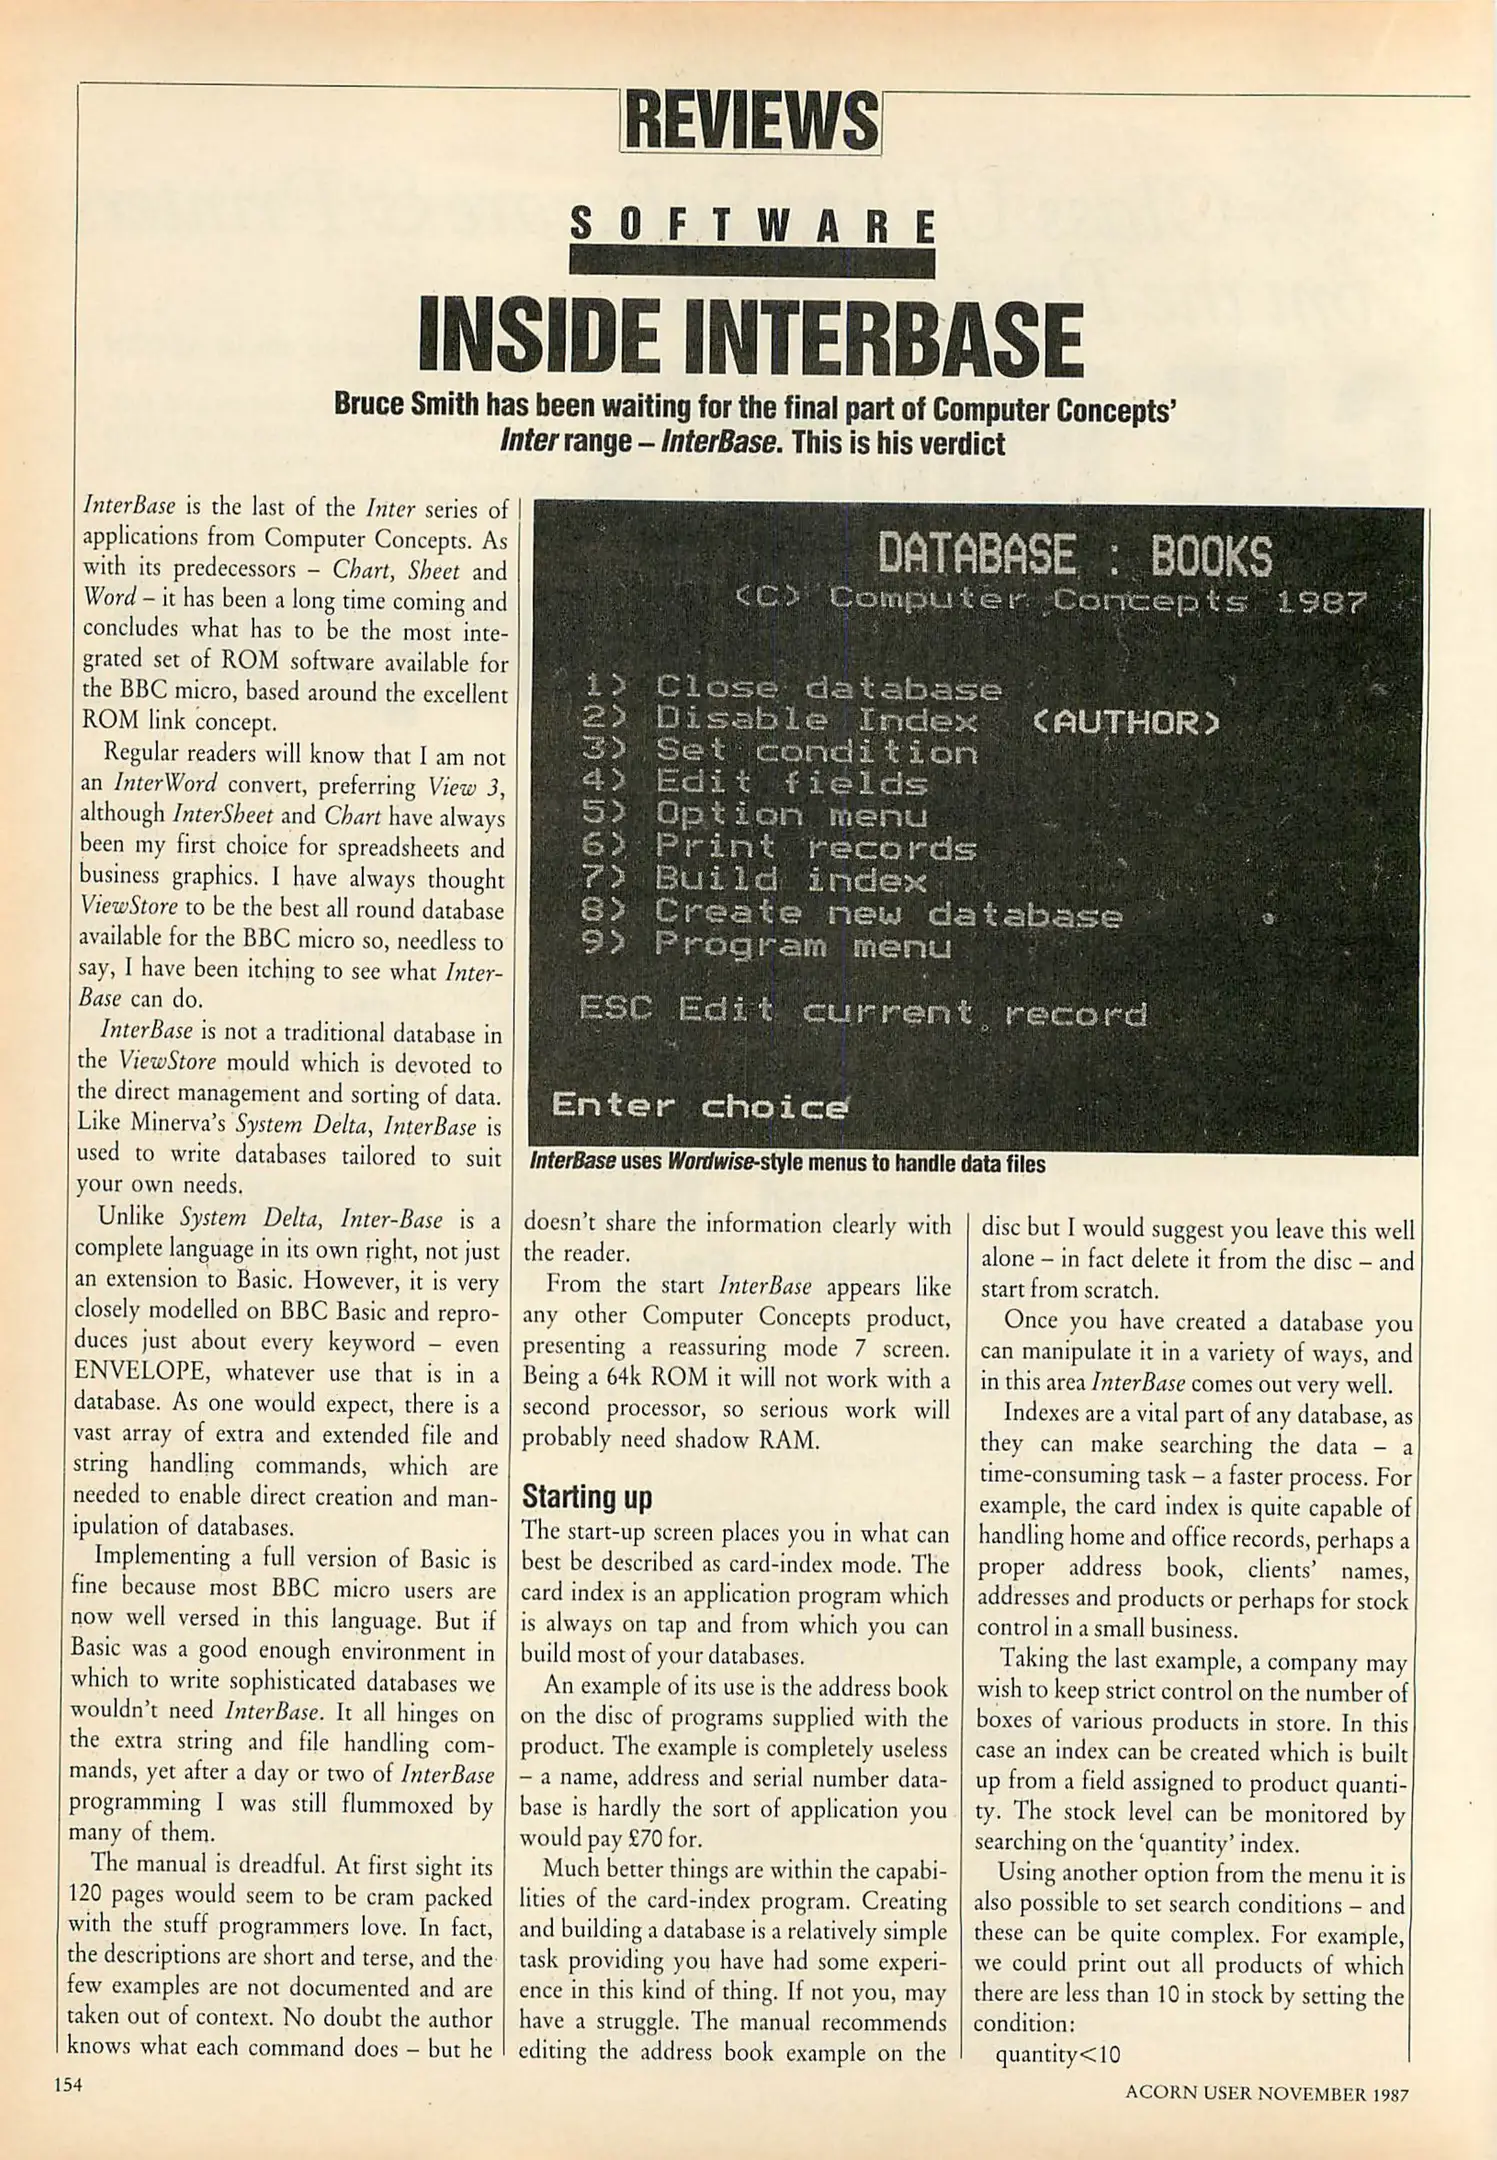 REVIEWS
SOFTWARE
INSIDE INTERBASE
Bruce Smith has been waiting for the final part of Computer Concepts'
Inter range – InterBase. This is his verdict
InterBase is the last of the Inter series of
applications from Computer Concepts. As
with its predecessors – Chart, Sheet and
Word – it has been a long time coming and
concludes what has to be the most inte-
grated set of ROM software available for
the BBC micro, based around the excellent
ROM link concept.
Regular readers will know that I am not
an InterWord convert, preferring View 3,
although InterSheet and Chart have always
been my first choice for spreadsheets and
business graphics. I have always thought
ViewStore to be the best all round database
available for the BBC micro so, needless to
say, I have been itching to see what Inter-
Base can do.
InterBase is not a traditional database in
the ViewStore mould which is devoted to
the direct management and sorting of data.
Like Minerva's System Delta, InterBase is
used to write databases tailored to suit
your own needs.
Unlike System Delta, Inter-Base is a
complete language in its own right, not just
an extension to Basic. However, it is very
closely modelled on BBC Basic and repro-
duces just about every keyword – even
ENVELOPE, whatever use that is in a
database. As one would expect, there is a
vast array of extra and extended file and
string handling commands, which are
needed to enable direct creation and man-
ipulation of databases.
Implementing a full version of Basic is
fine because most BBC micro users are
now well versed in this language. But if
Basic was a good enough environment in
which to write sophisticated databases we
wouldn't need InterBase. It all hinges on
the extra string and file handling com-
mands, yet after a day or two of InterBase
programming I was still flummoxed by
many of them.
The manual is dreadful. At first sight its
120 pages would seem to be cram packed
with the stuff programmers love. In fact,
the descriptions are short and terse, and the
few examples are not documented and are
taken out of context. No doubt the author
knows what each command does – but he
DATABASE : BOOKS
(C) Computer Concepts 1987
1) Close database
2) Disable Index (AUTHOR)
3) Set condition
4) Edit fields
5) Option menu
6) Print records
7) Build index
8) Create new database
9) Program menu
ESC Edit current record
Enter choice
InterBase uses Wordwise-style menus to handle data files
doesn't share the information clearly with
the reader.
From the start InterBase appears like
any other Computer Concepts product,
presenting a reassuring mode 7 screen.
Being a 64k ROM it will not work with a
second processor, so serious work will
probably need shadow RAM.
Starting up
The start-up screen places you in what can
best be described as card-index mode. The
card index is an application program which
is always on tap and from which you can
build most of your databases.
An example of its use is the address book
on the disc of programs supplied with the
product. The example is completely useless
– a name, address and serial number data-
base is hardly the sort of application you
would pay £70 for.
Much better things are within the capabi-
lities of the card-index program. Creating
and building a database is a relatively simple
task providing you have had some experi-
ence in this kind of thing. If not you, may
have a struggle. The manual recommends
editing the address book example on the
disc but I would suggest you leave this well
alone – in fact delete it from the disc – and
start from scratch.
Once you have created a database you
can manipulate it in a variety of ways, and
in this area InterBase comes out very well.
Indexes are a vital part of any database, as
they can make searching the data – a
time-consuming task – a faster process. For
example, the card index is quite capable of
handling home and office records, perhaps a
proper address book, clients' names,
addresses and products or perhaps for stock
control in a small business.
Taking the last example, a company may
wish to keep strict control on the number of
boxes of various products in store. In this
case an index can be created which is built
up from a field assigned to product quanti-
ty. The stock level can be monitored by
searching on the 'quantity' index.
Using another option from the menu it is
also possible to set search conditions – and
these can be quite complex. For example,
we could print out all products of which
there are less than 10 in stock by setting the
condition:
quantity<10
154
ACORN USER NOVEMBER 1987